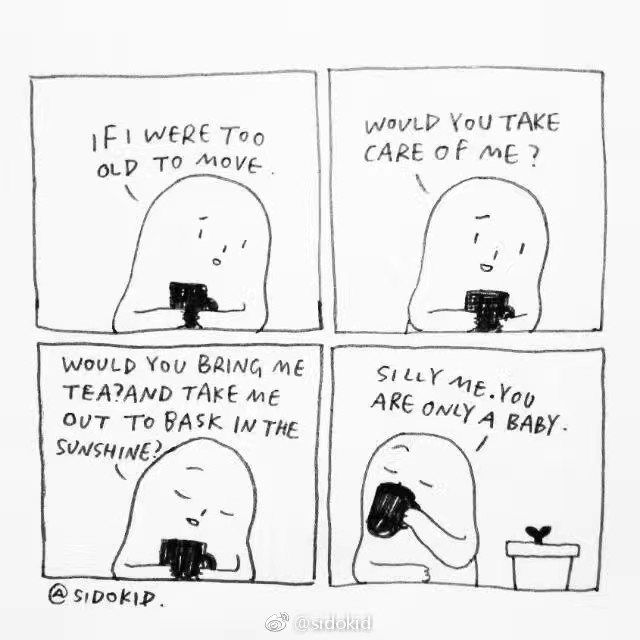 IF I WERE TOO
OLD TO MOVE.
WOULD YOU TAKE
CARE OF ME?
WOULD YOU BRING ME
TEA?AND TAKE ME
OUT TO BASK IN THE
SUNSHINE?
SILLY ME.YOU
ARE ONLY A BABY.
@SIDOKID.
@sidokid